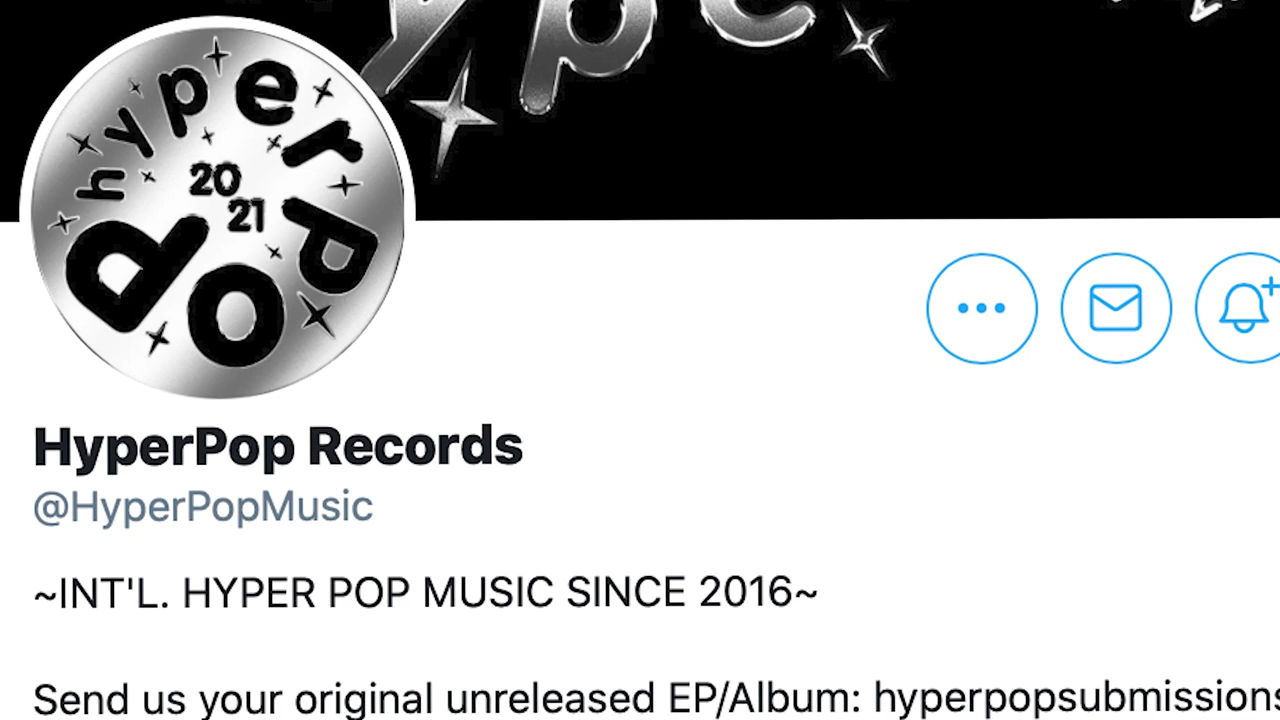 ype
hyper
pop
20
21
HyperPop Records
@HyperPopMusic
~INT'L. HYPER POP MUSIC SINCE 2016~
Send us your original unreleased EP/Album: hyperpopsubmissions